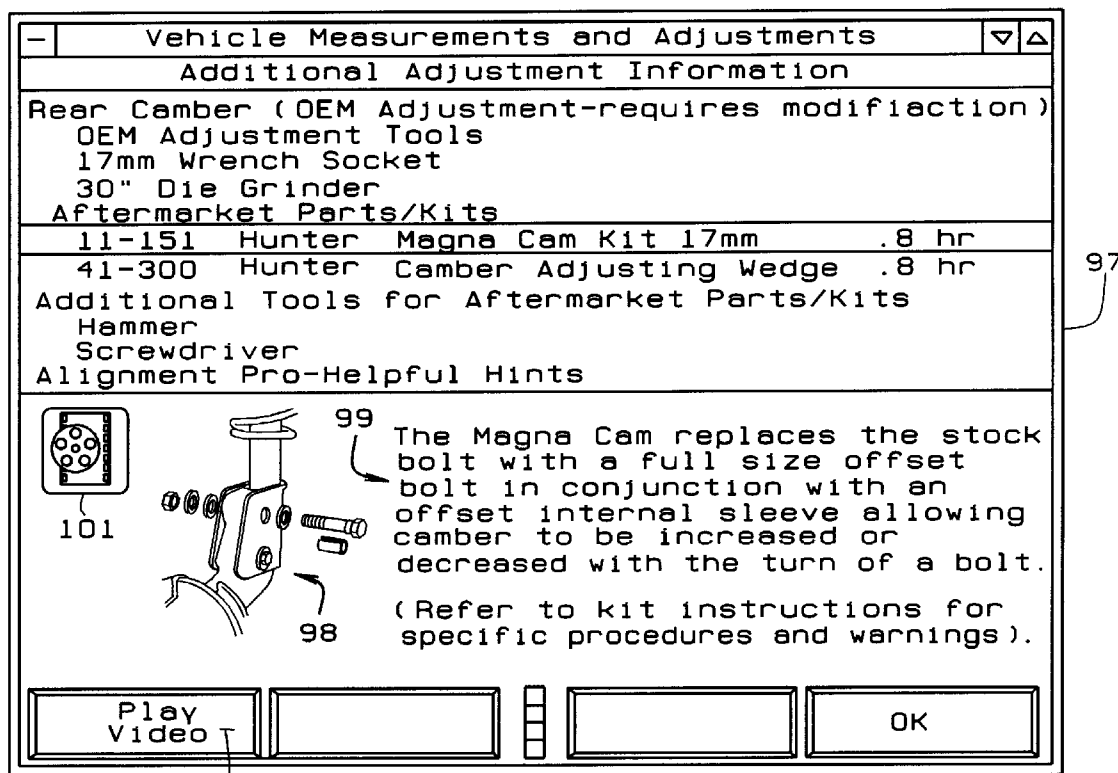 Vehicle Measurements and Adjustments
Additional Adjustment Information
Rear Camber (OEM Adjustment-requires modifiaction)
OEM Adjustment Tools
17mm Wrench Socket
30" Die Grinder
Aftermarket Parts/Kits
11-151 Hunter Magna Cam Kit 17mm .8 hr
41-300 Hunter Camber Adjusting Wedge .8 hr
97
Additional Tools for Aftermarket Parts/Kits
Hammer
Screwdriver
Alignment Pro-Helpful Hints
99
101
98
The Magna Cam replaces the stock
bolt with a full size offset
bolt in conjunction with an
offset internal sleeve allowing
camber to be increased or
decreased with the turn of a bolt.
(Refer to kit instructions for
specific procedures and warnings).
Play
Video
OK